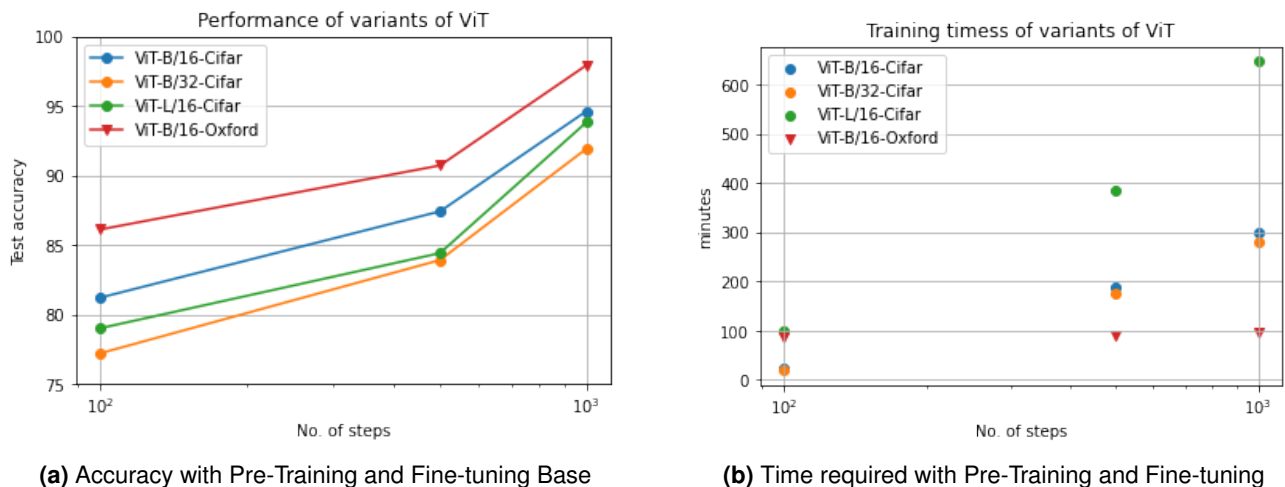 Performance of variants of ViT
100
95
90
85
80
75
Test accuracy
ViT-B/16-Cifar
ViT-B/32-Cifar
ViT-L/16-Cifar
ViT-B/16-Oxford
10²
10³
No. of steps
(a) Accuracy with Pre-Training and Fine-tuning Base
Training timess of variants of ViT
600
500
400
300
200
100
0
minutes
ViT-B/16-Cifar
ViT-B/32-Cifar
ViT-L/16-Cifar
ViT-B/16-Oxford
10²
10³
No. of steps
(b) Time required with Pre-Training and Fine-tuning